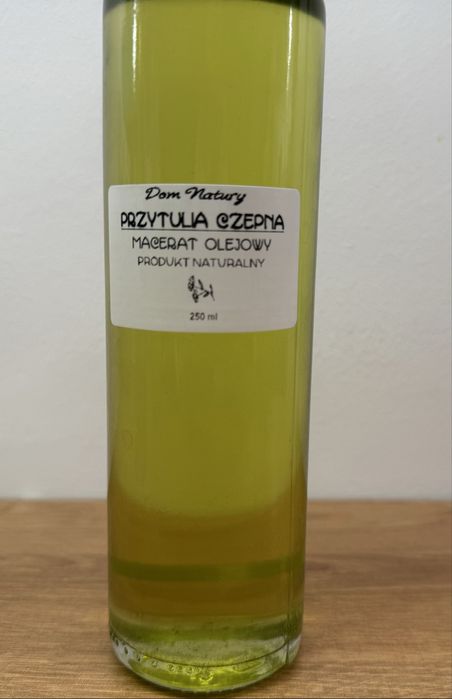 Dom Natury
PRZYTULIA CZEPNA
MACERAT OLEJOWY
PRODUKT NATURALNY
250 ml